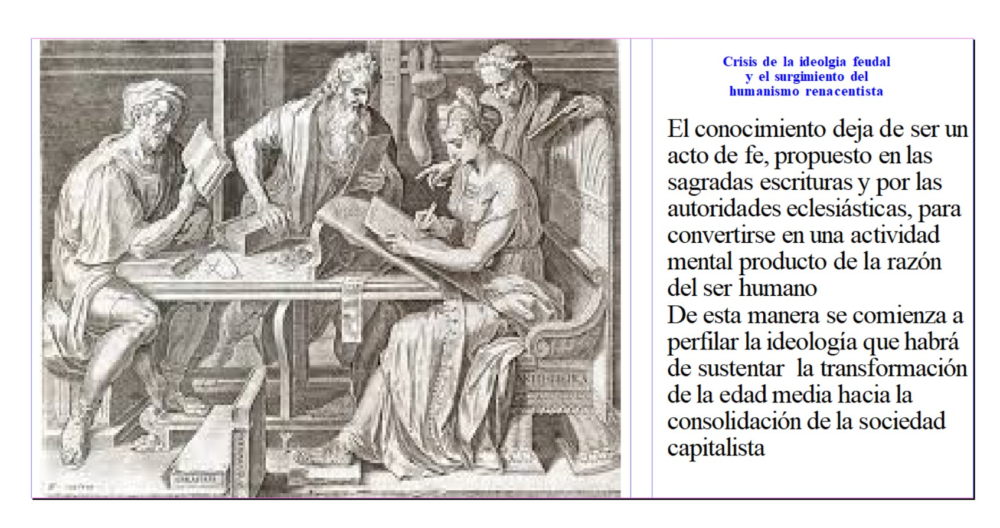 Crisis de la ideolgia feudal
y el surgimiento del
humanismo renacentista
El conocimiento deja de ser un
acto de fe, propuesto en las
sagradas escrituras y por las
autoridades eclesiásticas, para
convertirse en una actividad
mental producto de la razón
del ser humano
De esta manera se comienza a
perfilar la ideología que habrá
de sustentar la transformación
de la edad media hacia la
consolidación de la sociedad
capitalista